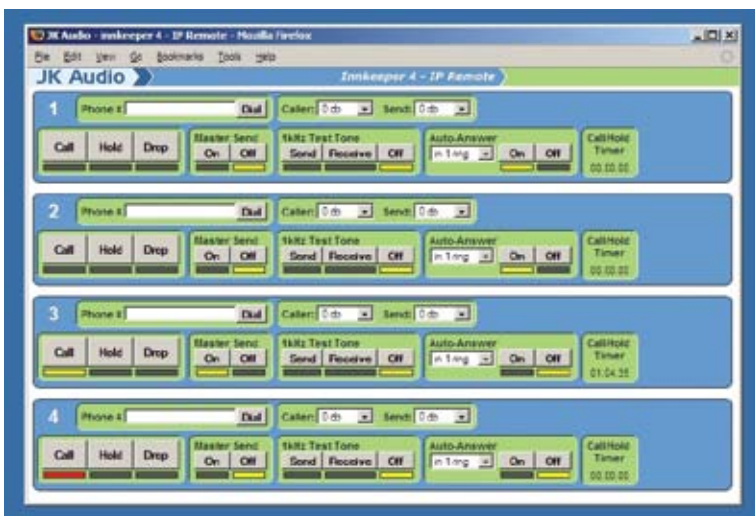 JK Audio - innkeeper 4 - IP Remote - Mozilla Firefox
File Edit View Go Bookmarks Tools Help
JK Audio Innkeeper 4 - IP Remote
1 Phone #: Dial Caller: 0 db Send: 0 db
Call Hold Drop Master Send On Off 1kHz Test Tone Send Receive Off Auto-Answer in 1 ring On Off Call/Hold Timer 00:00:00
2 Phone #: Dial Caller: 0 db Send: 0 db
Call Hold Drop Master Send On Off 1kHz Test Tone Send Receive Off Auto-Answer in 1 ring On Off Call/Hold Timer 00:00:00
3 Phone #: Dial Caller: 0 db Send: 0 db
Call Hold Drop Master Send On Off 1kHz Test Tone Send Receive Off Auto-Answer in 1 ring On Off Call/Hold Timer 01:04:35
4 Phone #: Dial Caller: 0 db Send: 0 db
Call Hold Drop Master Send On Off 1kHz Test Tone Send Receive Off Auto-Answer in 1 ring On Off Call/Hold Timer 00:00:00